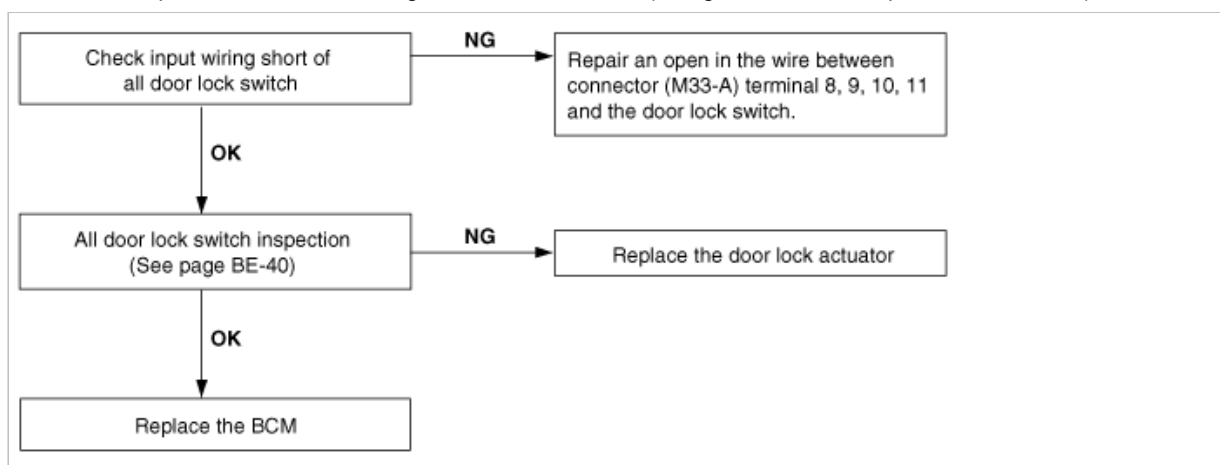 Check input wiring short of
all door lock switch
NG
Repair an open in the wire between
connector (M33-A) terminal 8, 9, 10, 11
and the door lock switch.
OK
All door lock switch inspection
(See page BE-40)
NG
Replace the door lock actuator
OK
Replace the BCM